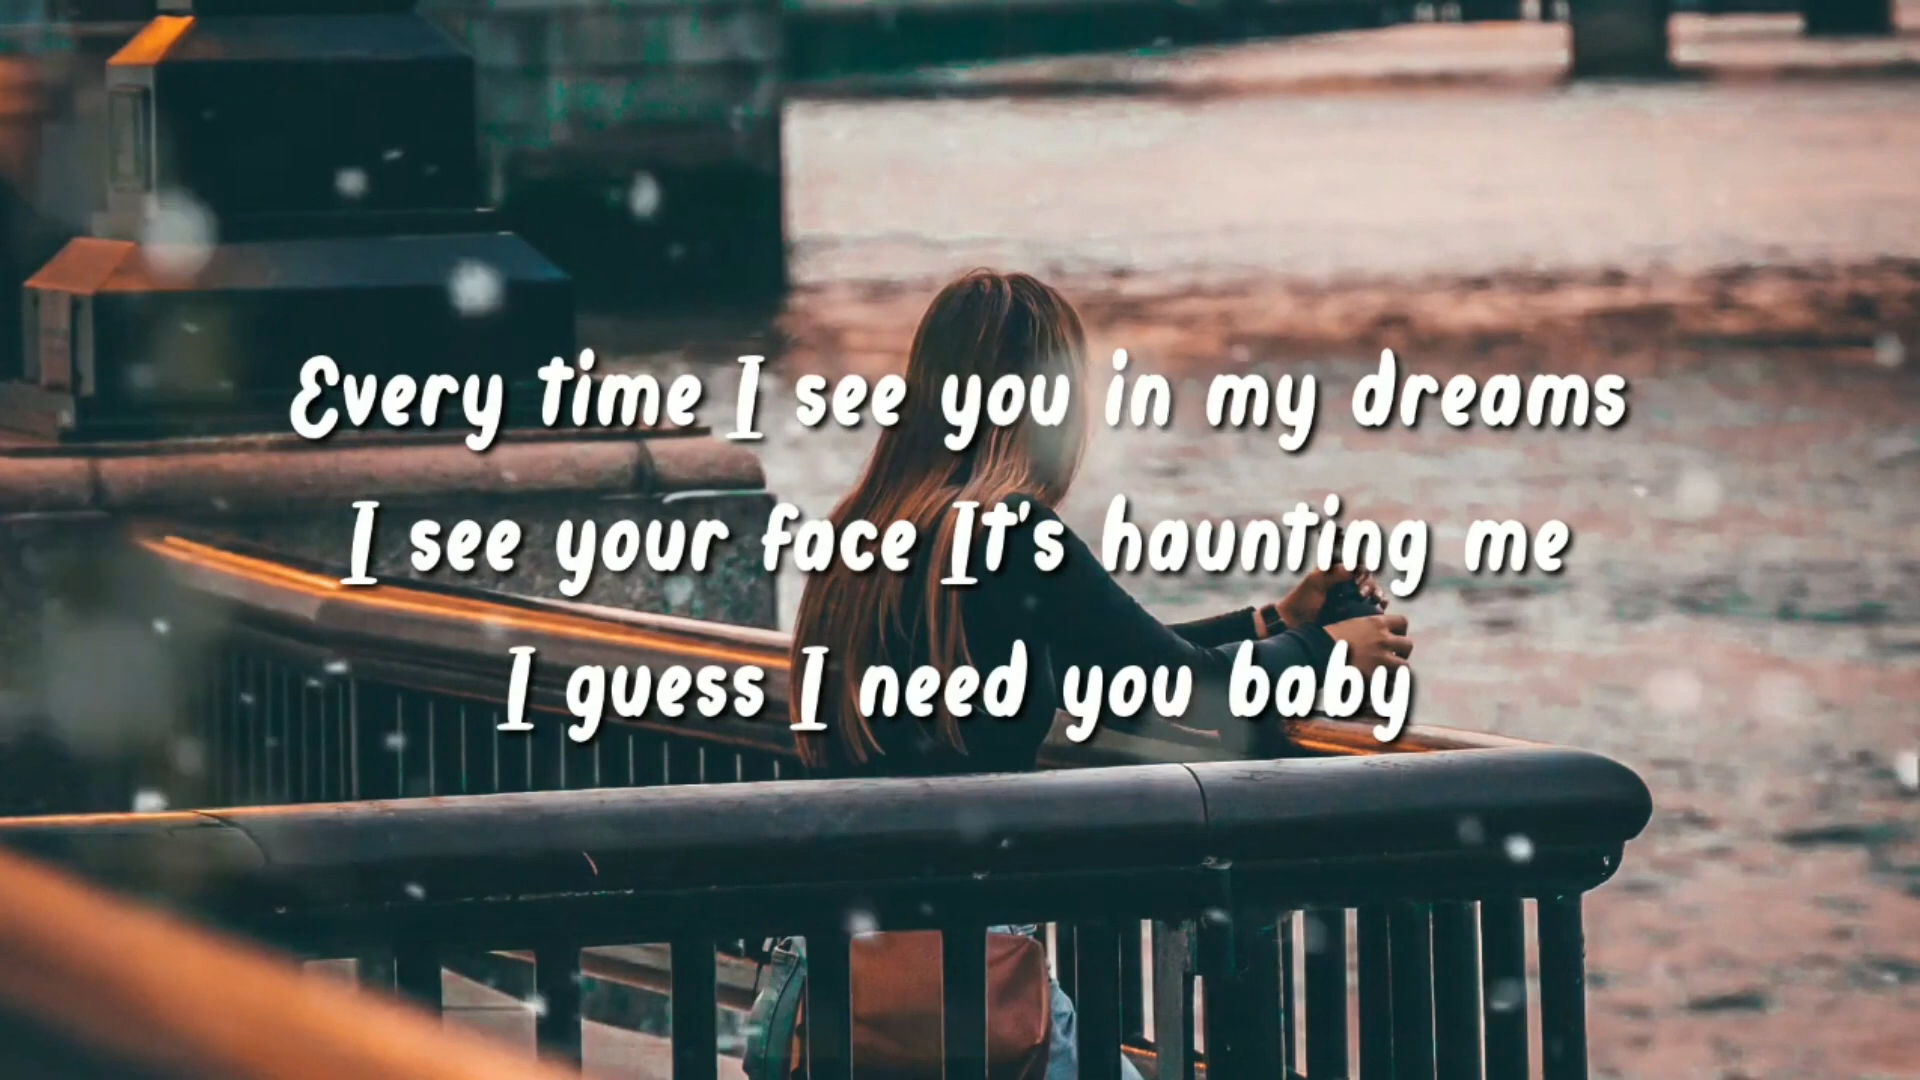 Every time I see you in my dreams
I see your face It's haunting me
I guess I need you baby